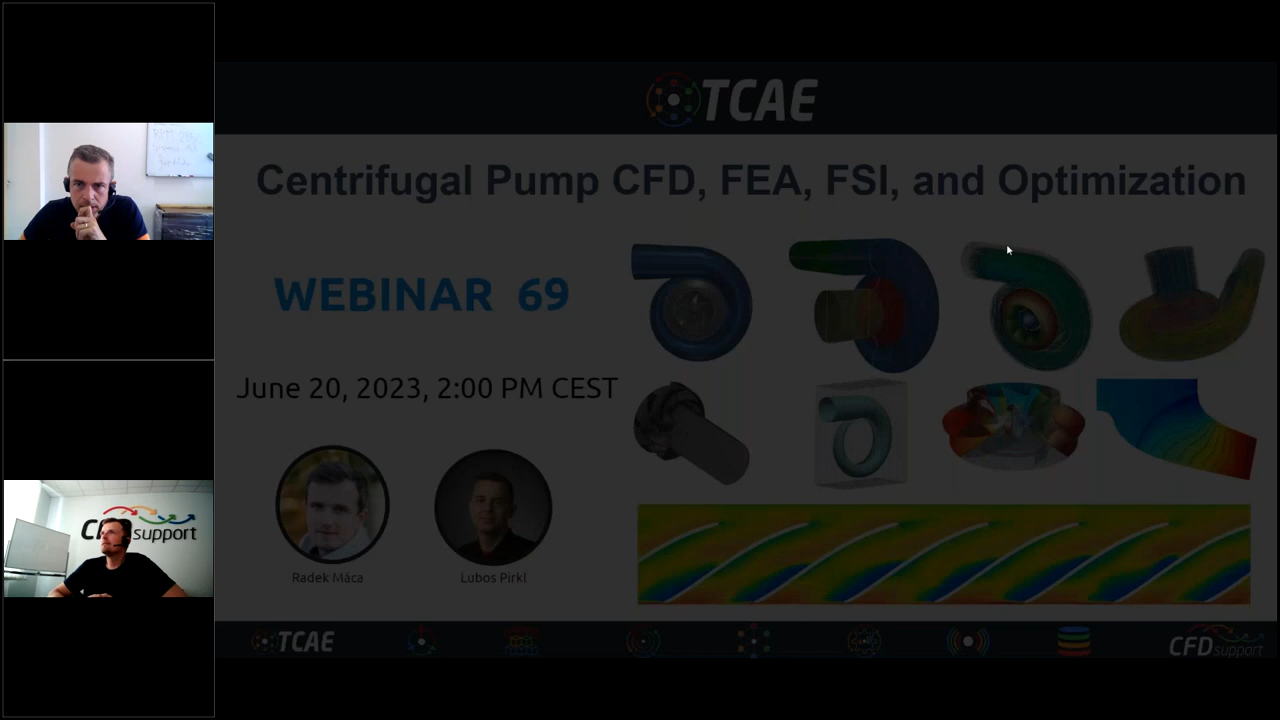 TCAE
Centrifugal Pump CFD, FEA, FSI, and Optimization
WEBINAR 69
June 20, 2023, 2:00 PM CEST
Radek Máca
Lubos Pirkl
CFD support
TCAE
CFD support